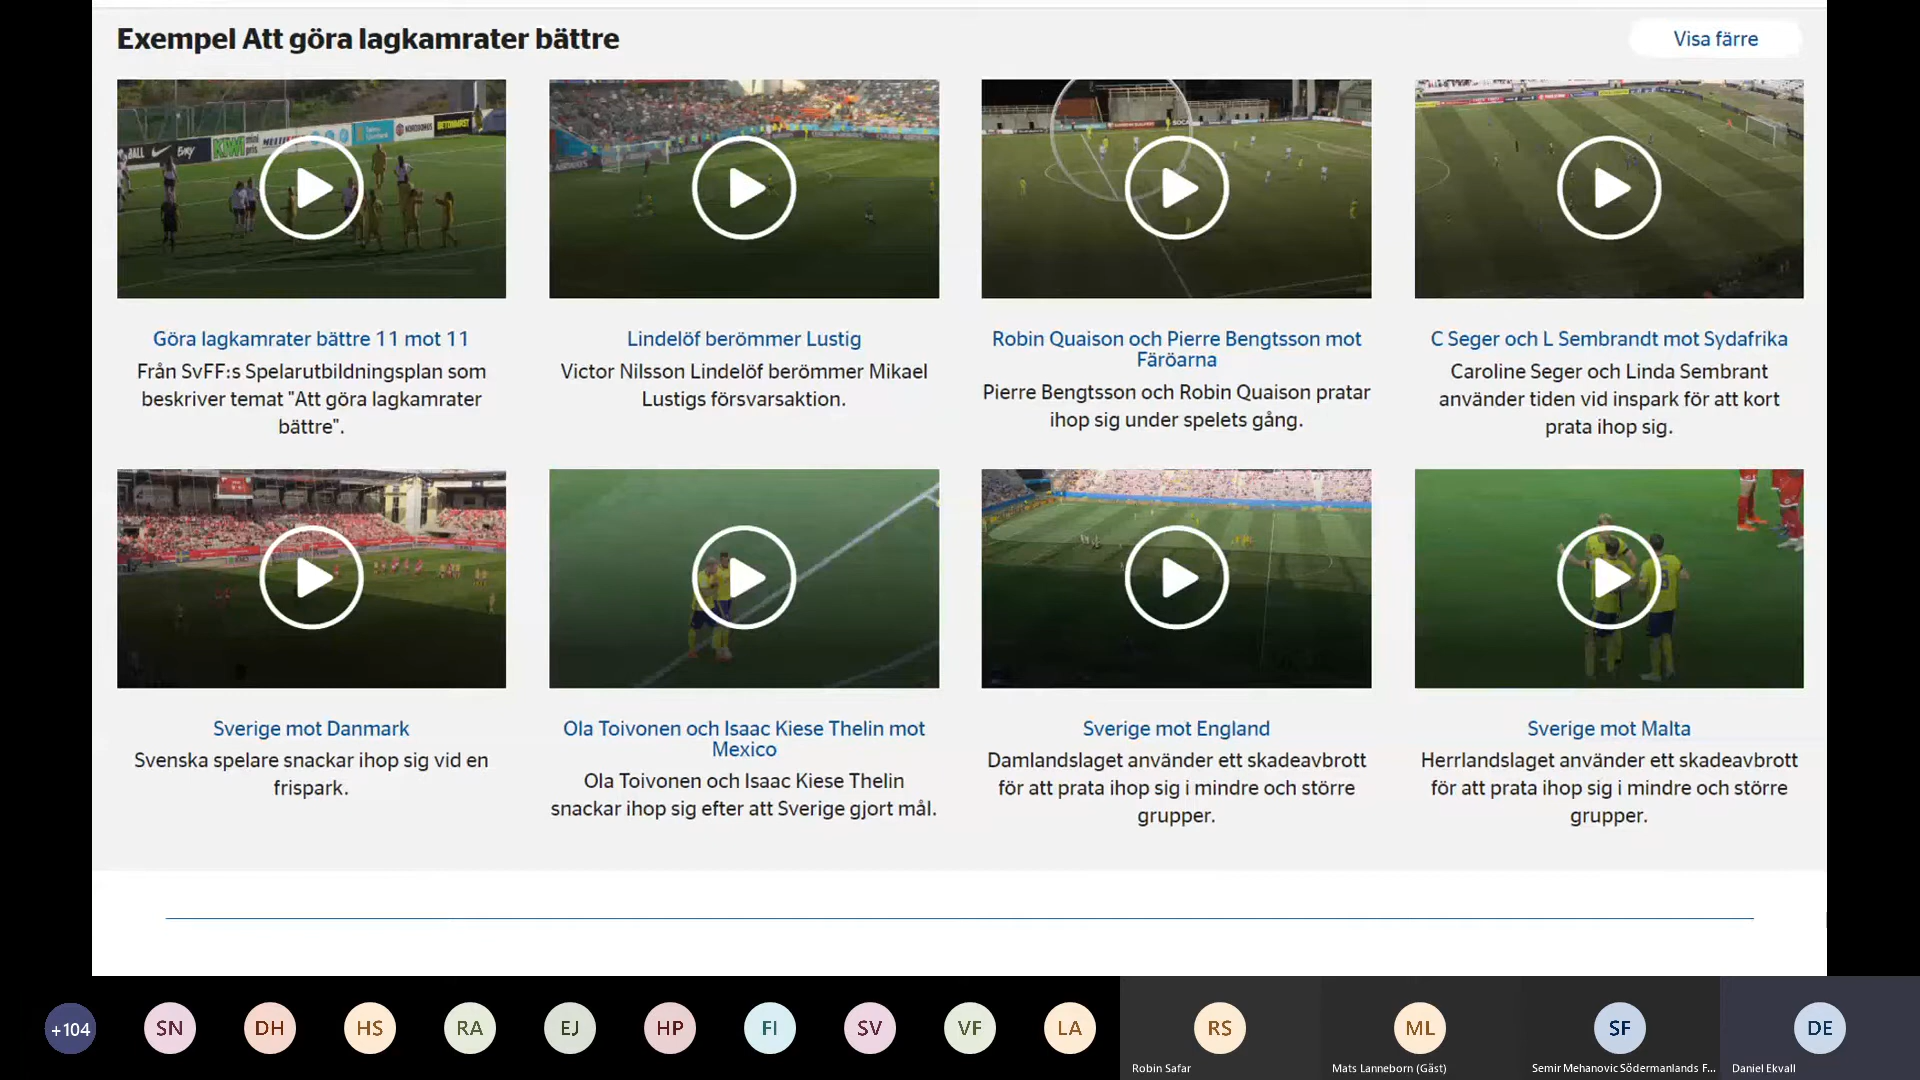 Exempel Att göra lagkamrater bättre
Visa färre
Göra lagkamrater bättre 11 mot 11
Från SvFF:s Spelarutbildningsplan som
beskriver temat "Att göra lagkamrater
bättre".
Lindelöf berömmer Lustig
Victor Nilsson Lindelöf berömmer Mikael
Lustigs försvarsaktion.
Robin Quaison och Pierre Bengtsson mot
Färöarna
Pierre Bengtsson och Robin Quaison pratar
ihop sig under spelets gång.
C Seger och L Sembrandt mot Sydafrika
Caroline Seger och Linda Sembrant
använder tiden vid inspark för att kort
prata ihop sig.
Sverige mot Danmark
Svenska spelare snackar ihop sig vid en
frispark.
Ola Toivonen och Isaac Kiese Thelin mot
Mexico
Ola Toivonen och Isaac Kiese Thelin
snackar ihop sig efter att Sverige gjort mål.
Sverige mot England
Damlandslaget använder ett skadeavbrott
för att prata ihop sig i mindre och större
grupper.
Sverige mot Malta
Herrlandslaget använder ett skadeavbrott
för att prata ihop sig i mindre och större
grupper.
+104
SN
DH
HS
RA
EJ
HP
FI
SV
VF
LA
RS
ML
SF
DE
Robin Safar
Mats Lanneborn (Gäst)
Semir Mehanovic Södermanlands F...
Daniel Ekvall